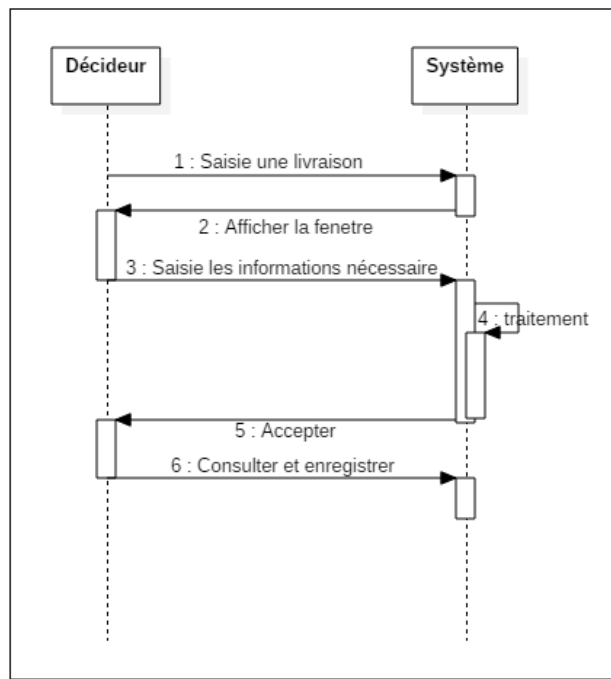 Décideur
Système
1 : Saisie une livraison
2 : Afficher la fenetre
3 : Saisie les informations nécessaire
4 : traitement
5 : Accepter
6 : Consulter et enregistrer